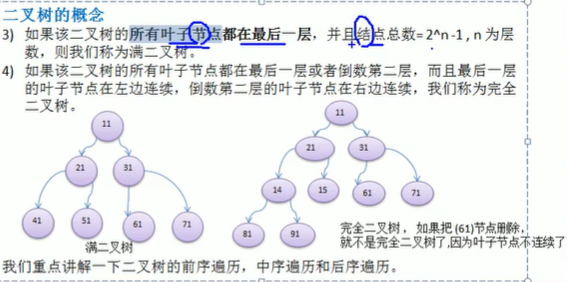 二叉树的概念
3) 如果该二叉树的所有叶子节点都在最后一层，并且结点总数= 2^n -1 , n 为层
数，则我们称为满二叉树。
4) 如果该二叉树的所有叶子节点都在最后一层或者倒数第二层，而且最后一层
的叶子节点在左边连续，倒数第二层的叶子节点在右边连续，我们称为完全
二叉树。
11
21 31
41 51 61 71
满二叉树
11
21 31
14 15 61 71
81 91
完全二叉树， 如果把 (61)节点删除，
就不是完全二叉树了,因为叶子节点不连续了
我们重点讲解一下二叉树的前序遍历，中序遍历和后序遍历。